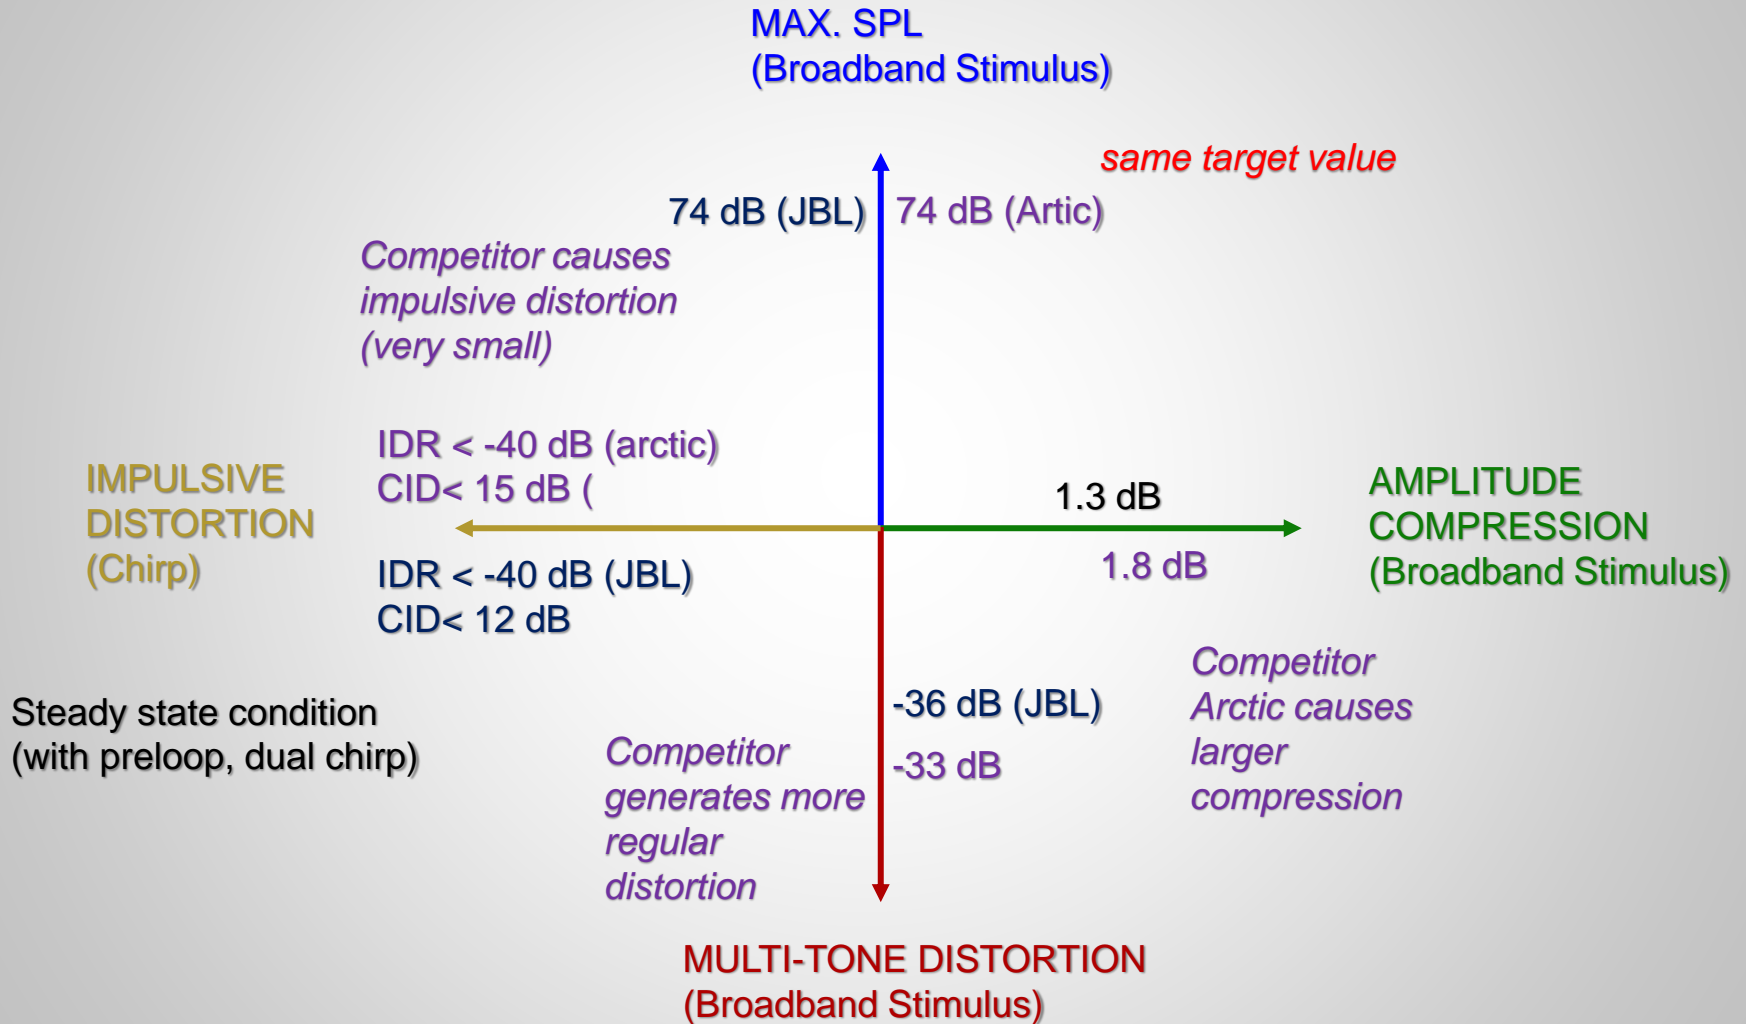 MAX. SPL
(Broadband Stimulus)
same target value
74 dB (JBL)
74 dB (Artic)
Competitor causes
impulsive distortion
(very small)
IDR < -40 dB (arctic)
CID< 15 dB (
IMPULSIVE
DISTORTION
(Chirp)
1.3 dB
AMPLITUDE
COMPRESSION
(Broadband Stimulus)
1.8 dB
IDR < -40 dB (JBL)
CID< 12 dB
Steady state condition
(with preloop, dual chirp)
-36 dB (JBL)
-33 dB
Competitor
Arctic causes
larger
compression
Competitor
generates more
regular
distortion
MULTI-TONE DISTORTION
(Broadband Stimulus)